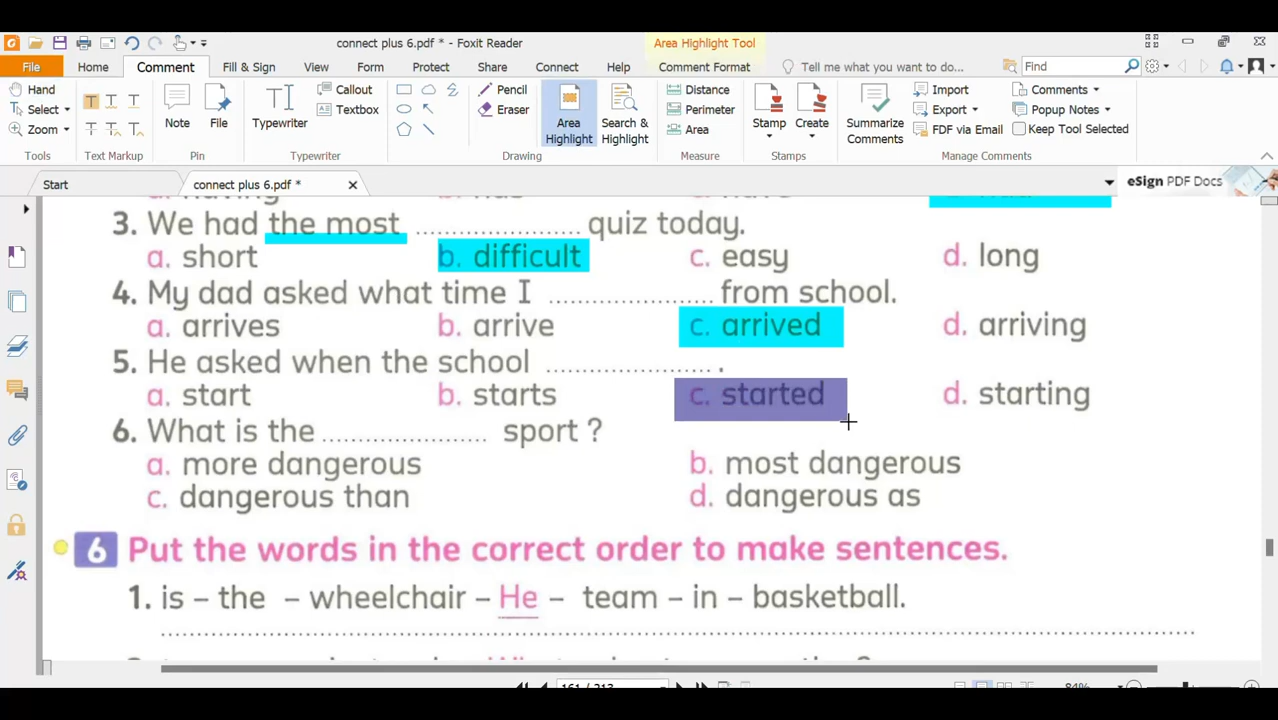 connect plus 6.pdf * - Foxit Reader
Area Highlight Tool
File Home Comment Fill & Sign View Form Protect Share Connect Help Comment Format Tell me what you want to do... Find
Hand Callout Pencil Distance Import Comments
Select Textbox Eraser Perimeter Export Popup Notes
Zoom Note File Typewriter Area Highlight Search & Highlight Area Stamp Create Summarize Comments FDF via Email Keep Tool Selected
Tools Text Markup Pin Typewriter Drawing Measure Stamps Manage Comments
Start connect plus 6.pdf * eSign PDF Docs
3. We had the most ........................ quiz today.
a. short b. difficult c. easy d. long
4. My dad asked what time I ........................ from school.
a. arrives b. arrive c. arrived d. arriving
5. He asked when the school ........................ .
a. start b. starts c. started d. starting
6. What is the ........................ sport ?
a. more dangerous b. most dangerous
c. dangerous than d. dangerous as
6 Put the words in the correct order to make sentences.
1. is – the – wheelchair – He – team – in – basketball.
161 / 213 84%